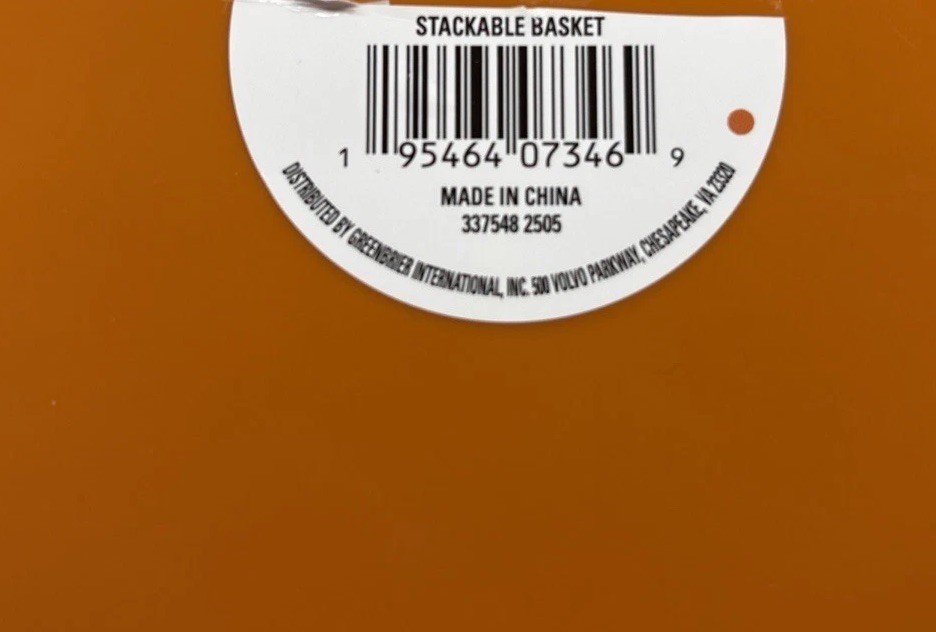 STACKABLE BASKET
1 95464 07346 9
MADE IN CHINA
337548 2505
DISTRIBUTED BY GREENBRIER INTERNATIONAL, INC. 500 VOLVO PARKWAY, CHESAPEAKE, VA 23320